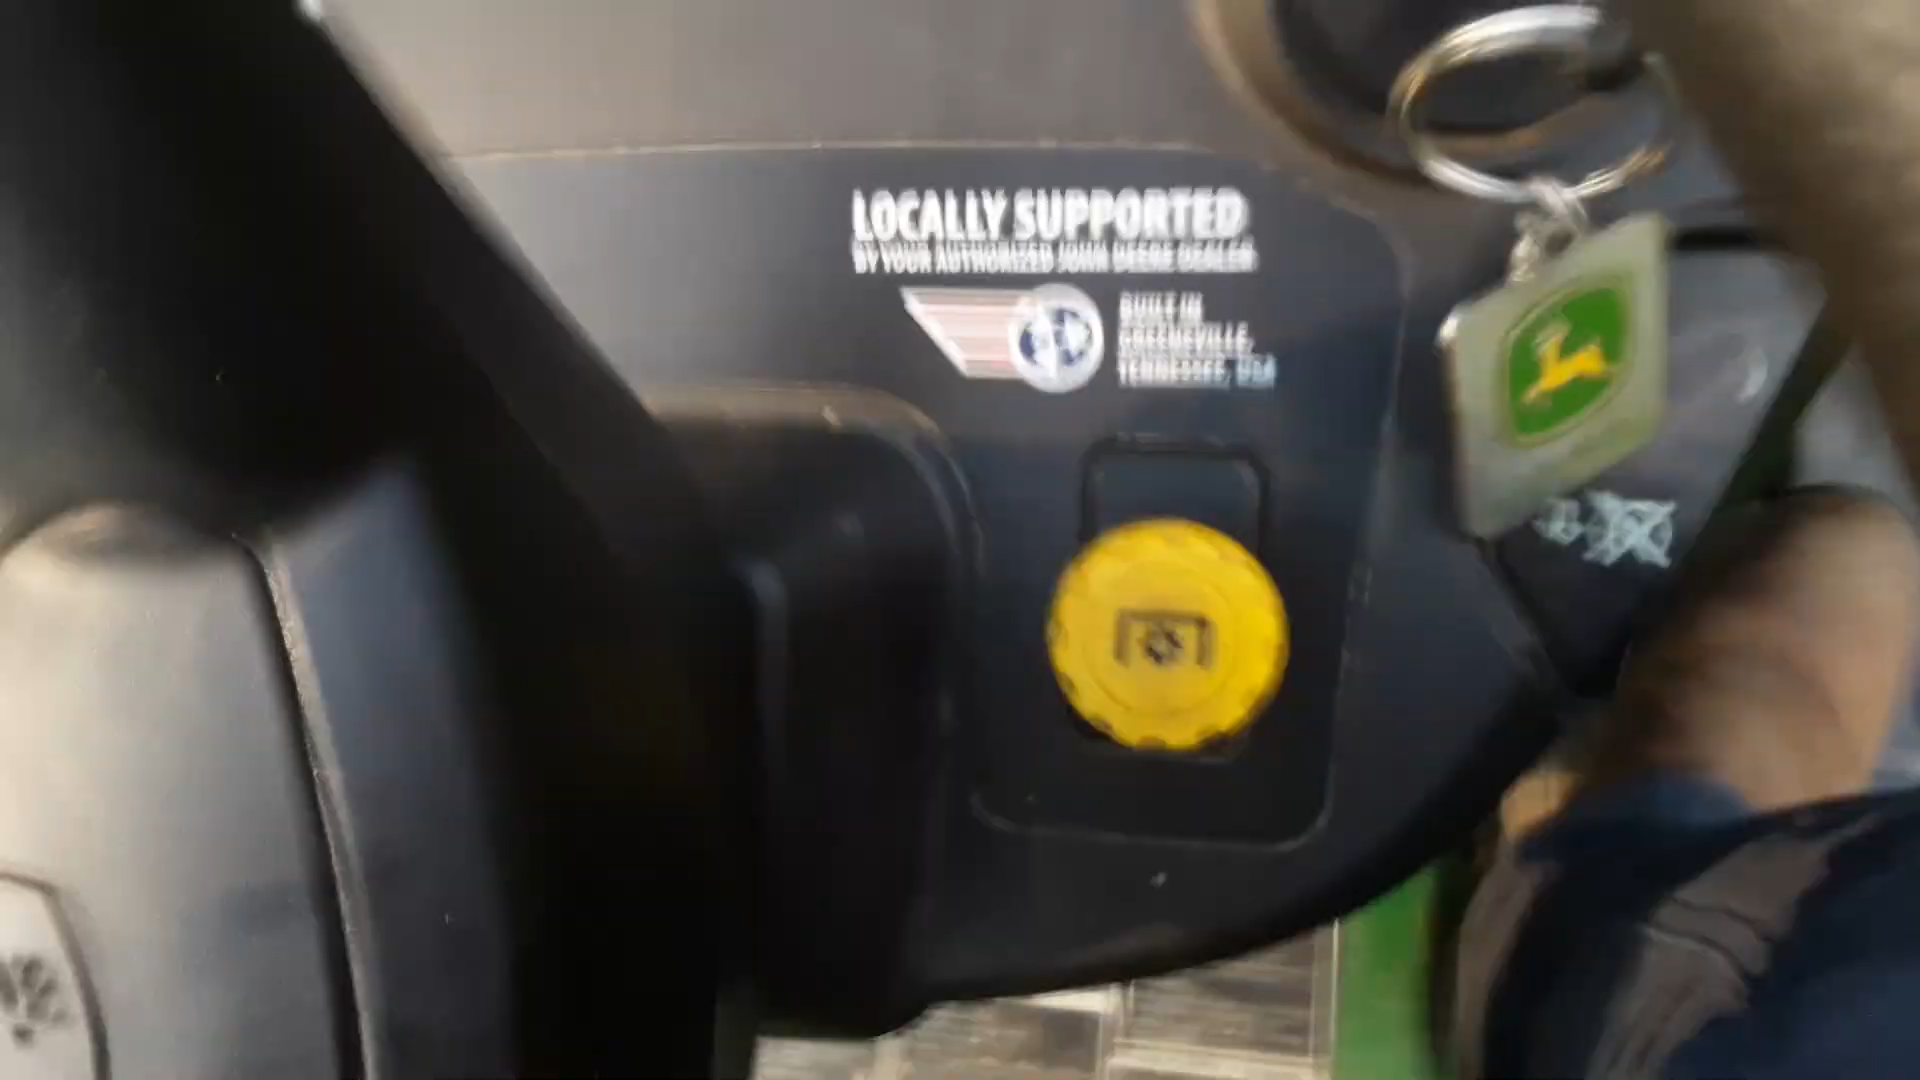 LOCALLY SUPPORTED
BY YOUR AUTHORIZED JOHN DEERE DEALER
BUILT IN
GREENEVILLE,
TENNESSEE, USA